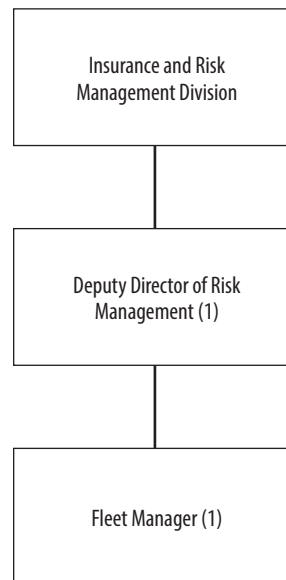 Insurance and Risk
Management Division
Deputy Director of Risk
Management (1)
Fleet Manager (1)